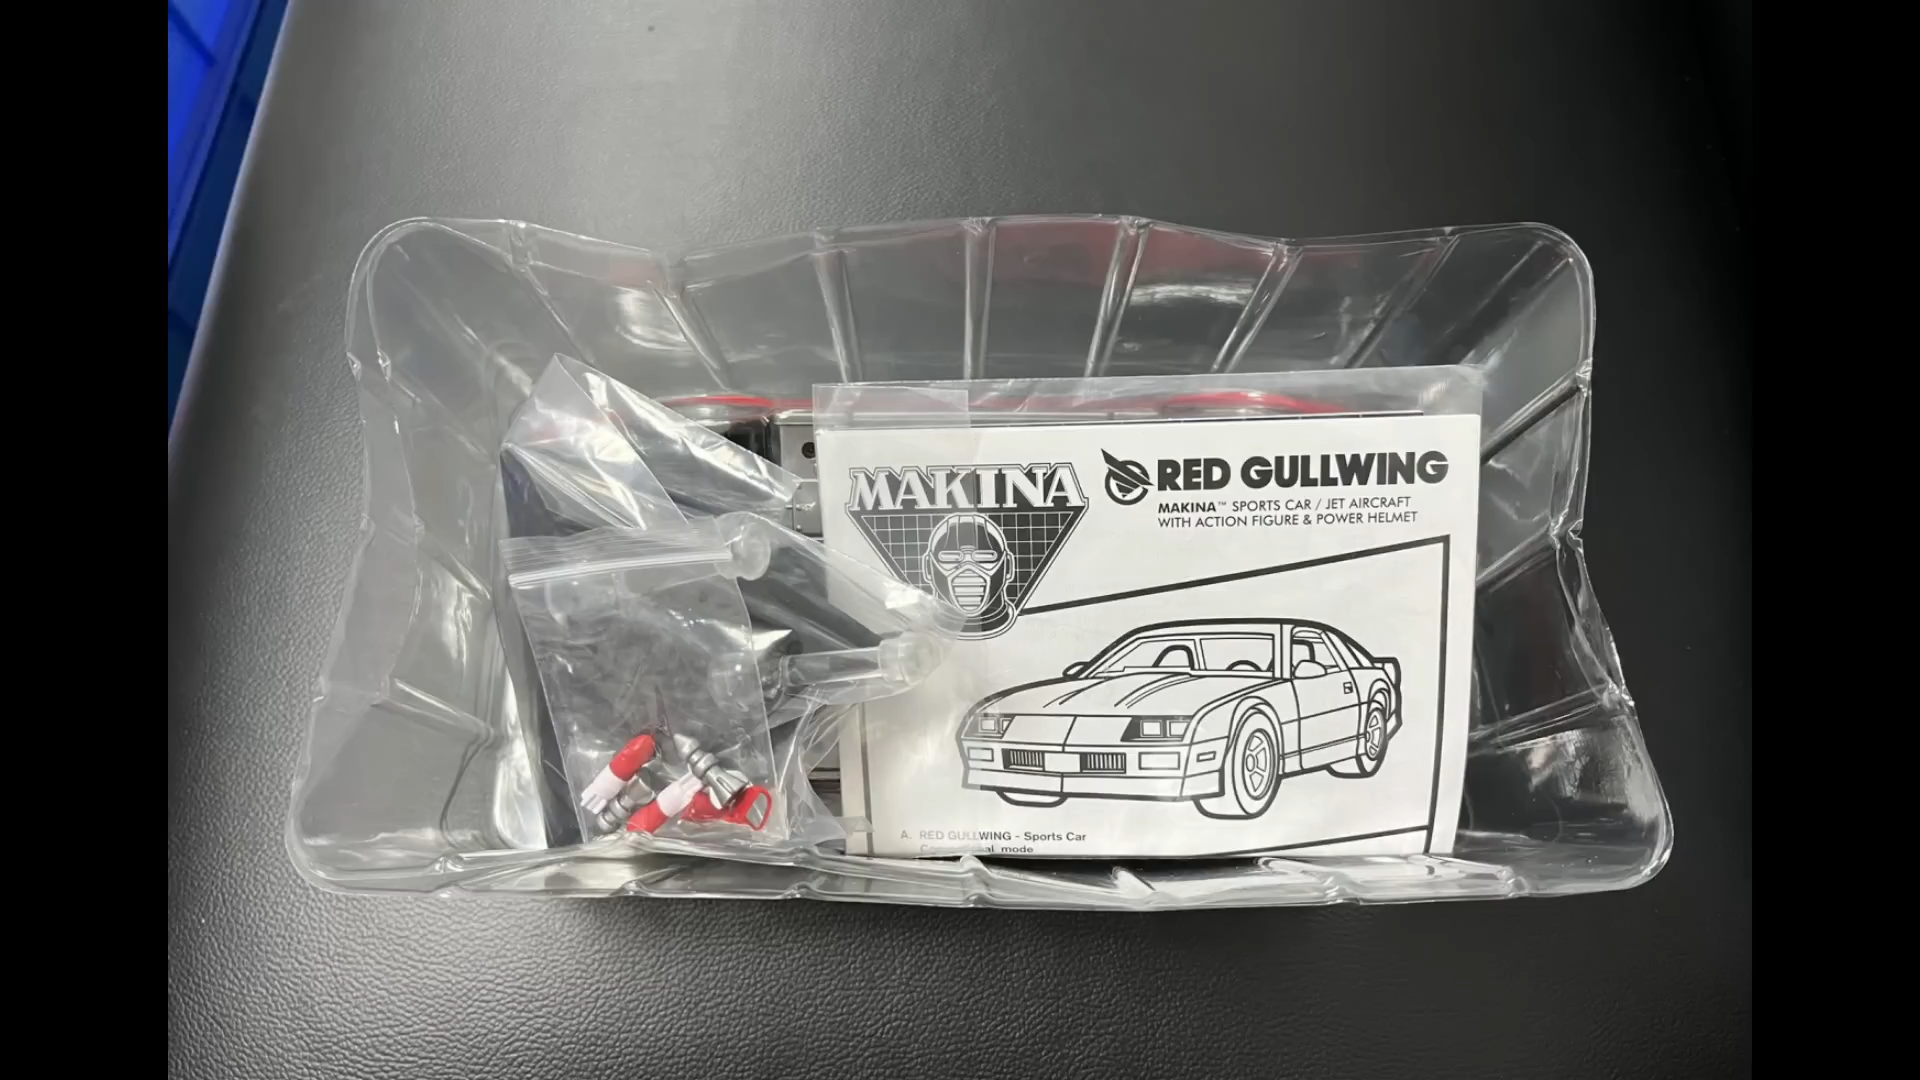 MAKINA
RED GULLWING
MAKINA™ SPORTS CAR / JET AIRCRAFT
WITH ACTION FIGURE & POWER HELMET
A. RED GULLWING - Sports Car
mode